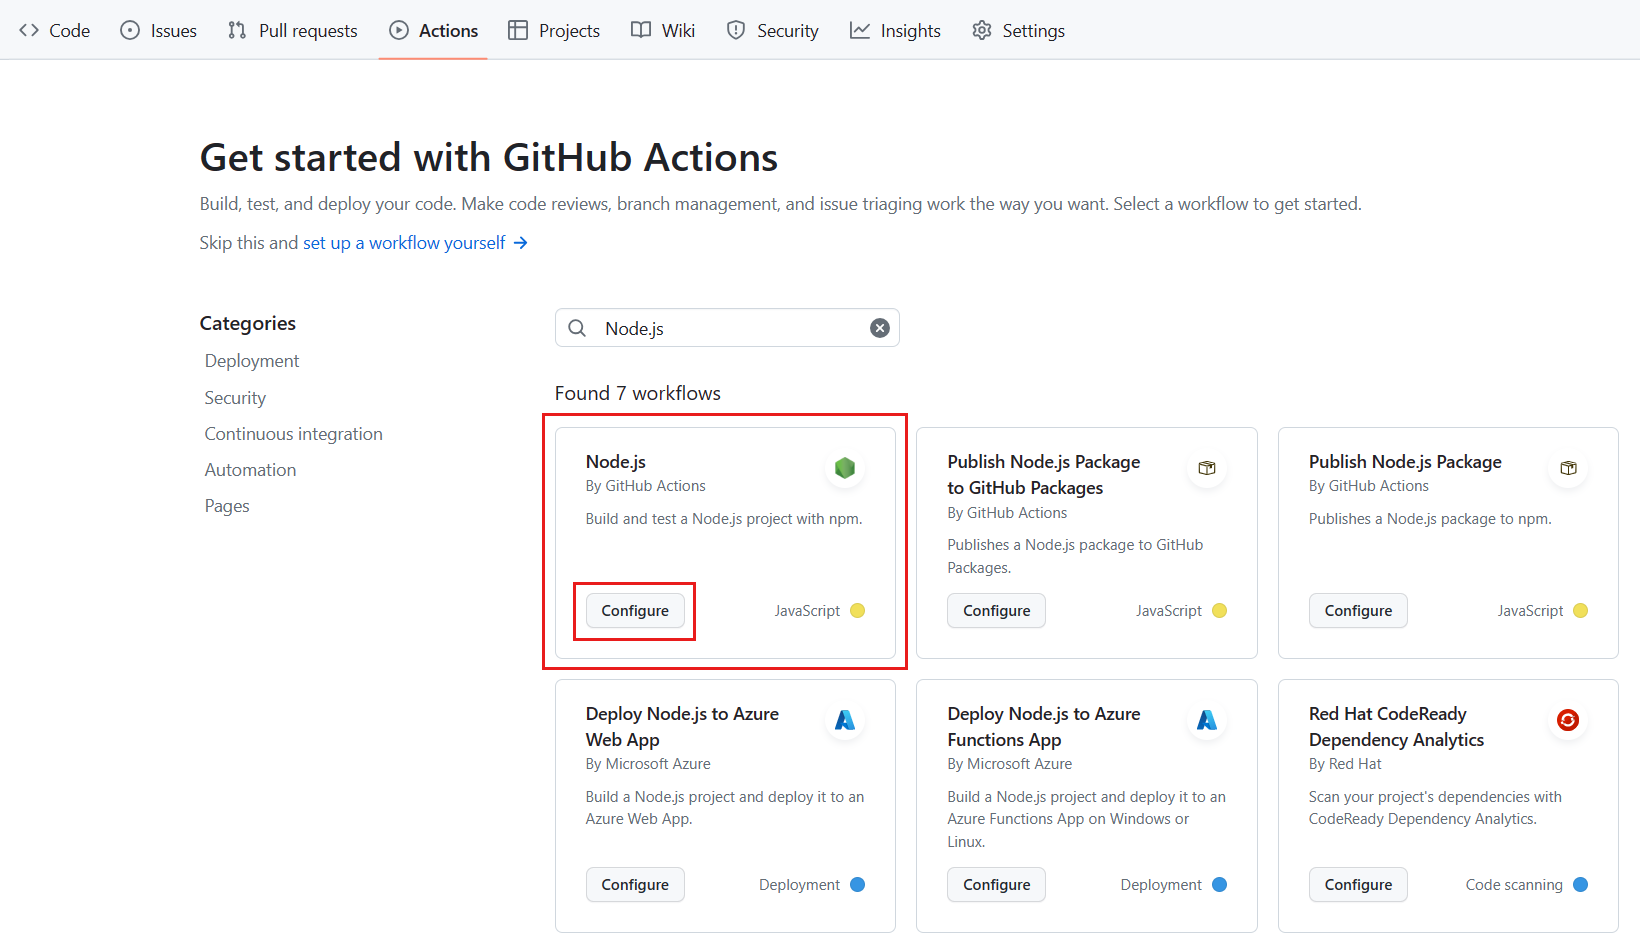 Code Issues Pull requests Actions Projects Wiki Security Insights Settings
Get started with GitHub Actions
Build, test, and deploy your code. Make code reviews, branch management, and issue triaging work the way you want. Select a workflow to get started.
Skip this and set up a workflow yourself →
Categories
Deployment
Security
Continuous integration
Automation
Pages
Node.js
Found 7 workflows
Node.js
By GitHub Actions
Build and test a Node.js project with npm.
Configure
JavaScript
Publish Node.js Package
to GitHub Packages
By GitHub Actions
Publishes a Node.js package to GitHub
Packages.
Configure
JavaScript
Publish Node.js Package
By GitHub Actions
Publishes a Node.js package to npm.
Configure
JavaScript
Deploy Node.js to Azure
Web App
By Microsoft Azure
Build a Node.js project and deploy it to an
Azure Web App.
Configure
Deployment
Deploy Node.js to Azure
Functions App
By Microsoft Azure
Build a Node.js project and deploy it to an
Azure Functions App on Windows or
Linux.
Configure
Deployment
Red Hat CodeReady
Dependency Analytics
By Red Hat
Scan your project's dependencies with
CodeReady Dependency Analytics.
Configure
Code scanning